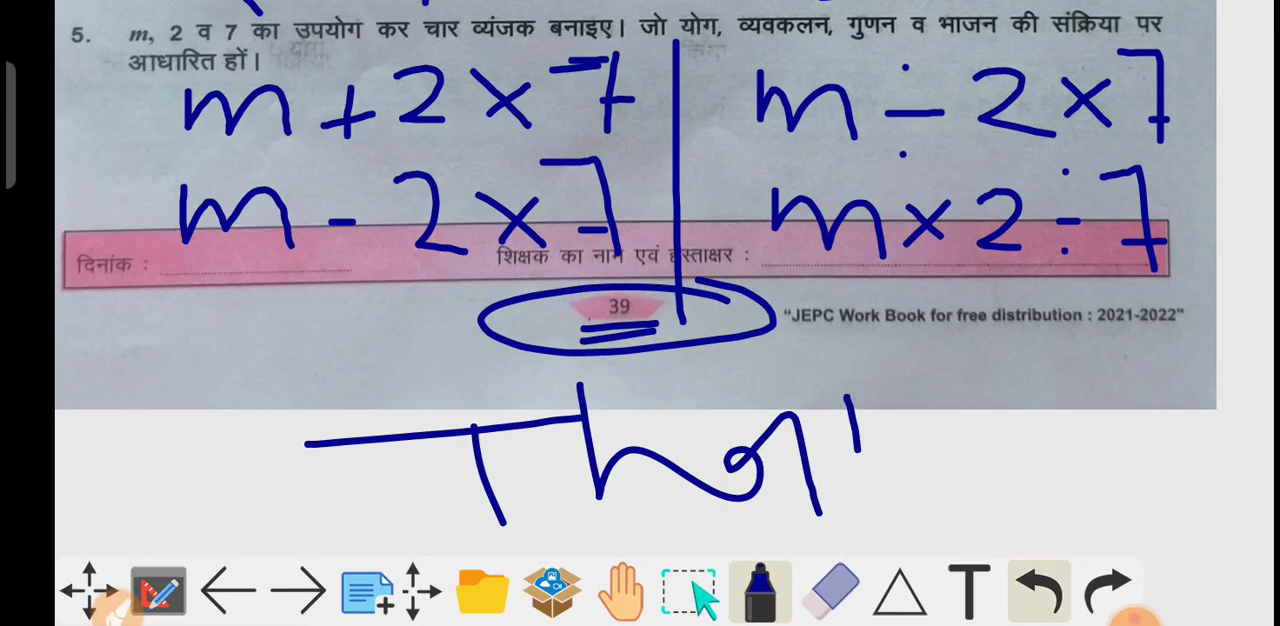 5. m, 2 व 7 का उपयोग कर चार व्यंजक बनाइए। जो योग, व्यवकलन, गुणन व भाजन की संक्रिया पर
आधारित हों।
m + 2 × 7
m ÷ 2 × 7
m - 2 × 7
m × 2 ÷ 7
दिनांक :
शिक्षक का नाम एवं हस्ताक्षर :
39
"JEPC Work Book for free distribution : 2021-2022"
T